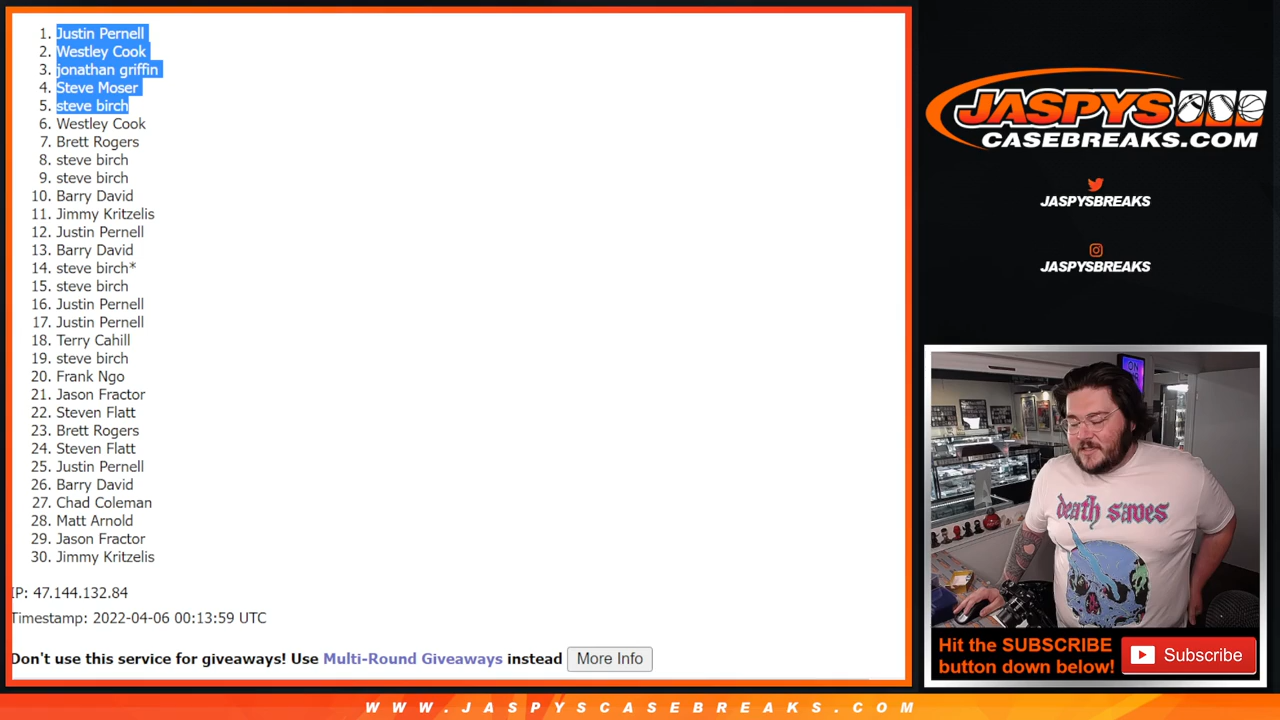 1. Justin Pernell
2. Westley Cook
3. jonathan griffin
4. Steve Moser
5. steve birch
6. Westley Cook
7. Brett Rogers
8. steve birch
9. steve birch
10. Barry David
11. Jimmy Kritzelis
12. Justin Pernell
13. Barry David
14. steve birch*
15. steve birch
16. Justin Pernell
17. Justin Pernell
18. Terry Cahill
19. steve birch
20. Frank Ngo
21. Jason Fractor
22. Steven Flatt
23. Brett Rogers
24. Steven Flatt
25. Justin Pernell
26. Barry David
27. Chad Coleman
28. Matt Arnold
29. Jason Fractor
30. Jimmy Kritzelis
IP: 47.144.132.84
Timestamp: 2022-04-06 00:13:59 UTC
Don't use this service for giveaways! Use Multi-Round Giveaways instead More Info
JASPYS
CASEBREAKS.COM
JASPYSBREAKS
JASPYSBREAKS
ON
death saves
Hit the SUBSCRIBE
button down below!
Subscribe
WWW.JASPYSCASEBREAKS.COM